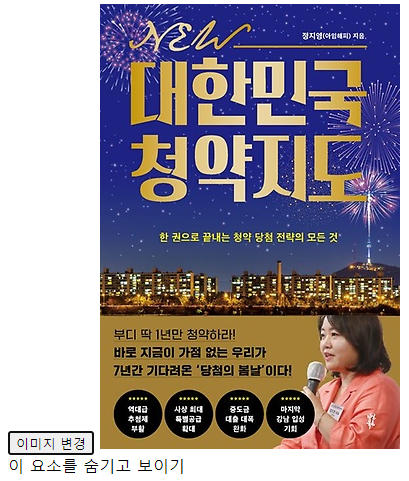 NEW
정지영(아임해피) 지음
대한민국
청약지도
한 권으로 끝내는 청약 당첨 전략의 모든 것
부디 딱 1년만 청약하라!
바로 지금이 가점 없는 우리가
7년간 기다려온 '당첨의 봄날'이다!
역대급
추첨제
부활
사상 최대
특별공급
확대
중도금
대출 대폭
완화
마지막
강남 입성
기회
이미지 변경
이 요소를 숨기고 보이기